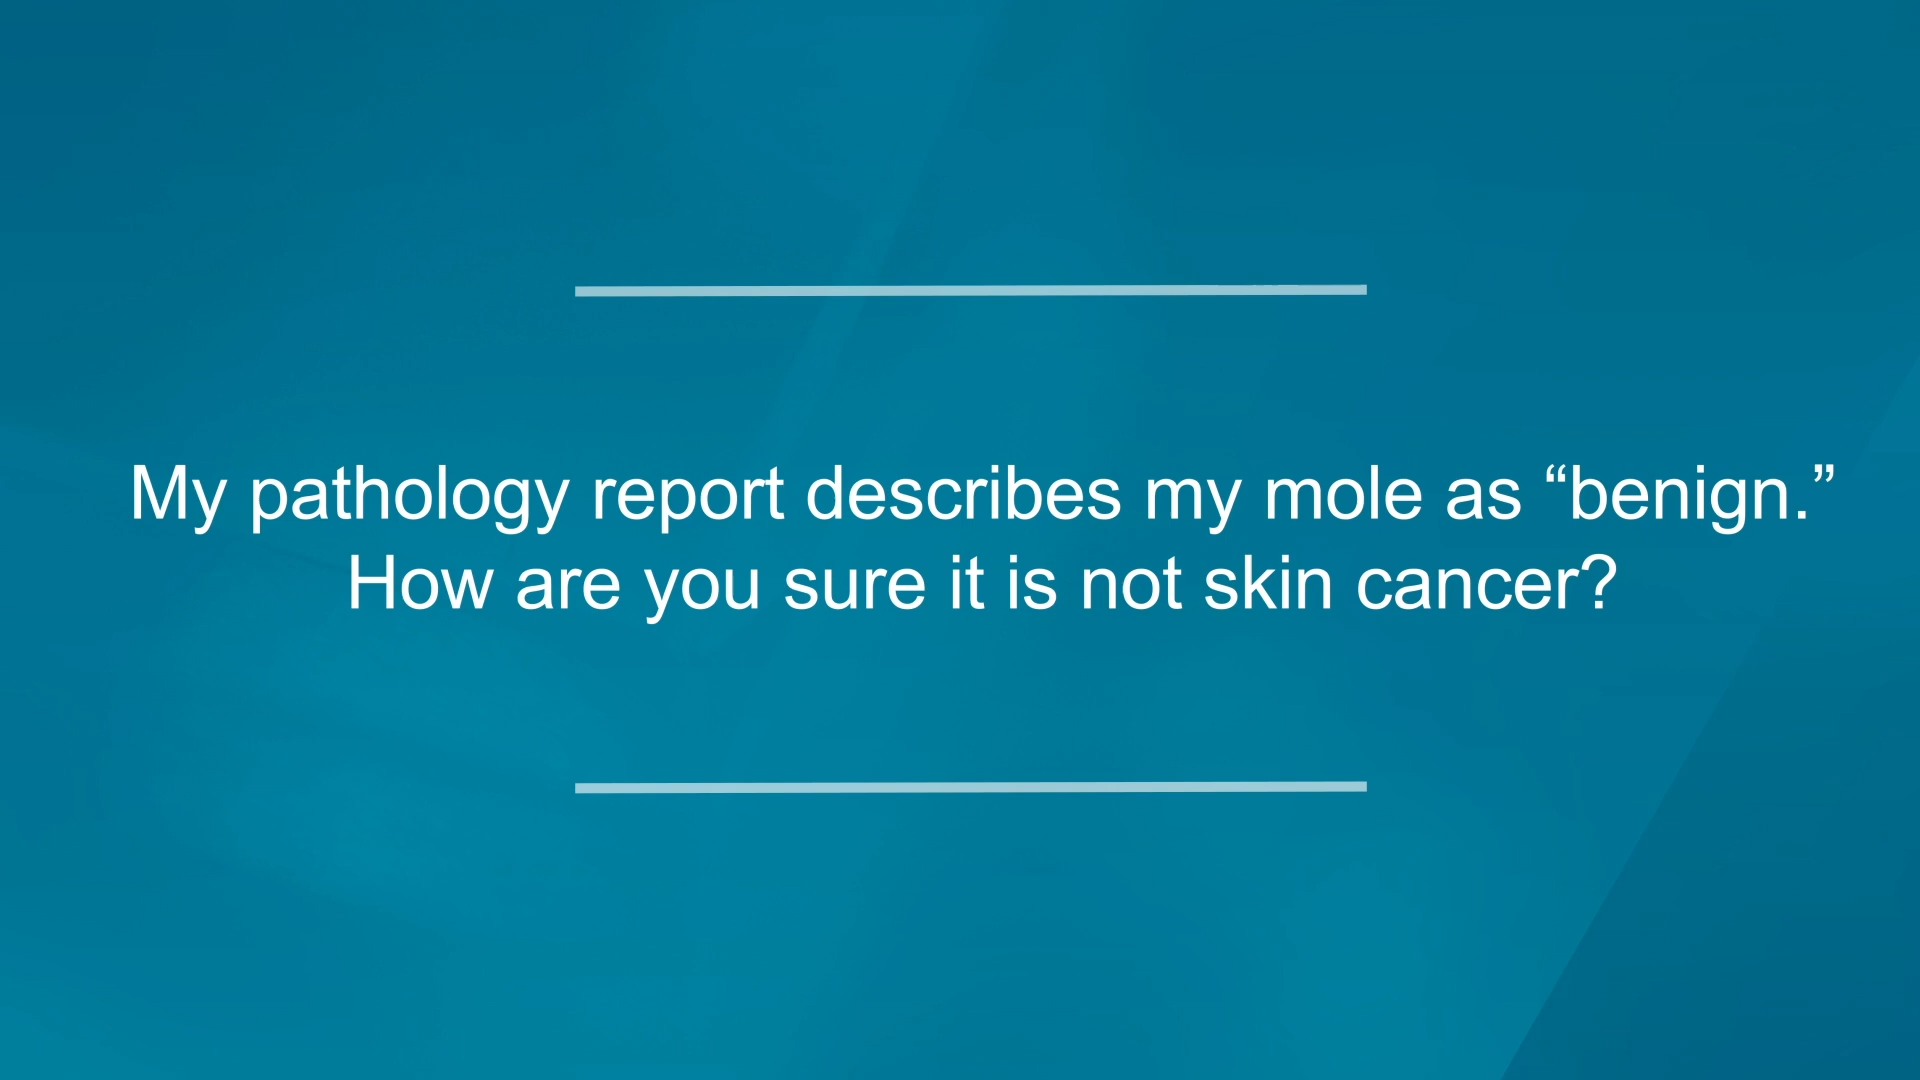 My pathology report describes my mole as “benign.”
How are you sure it is not skin cancer?